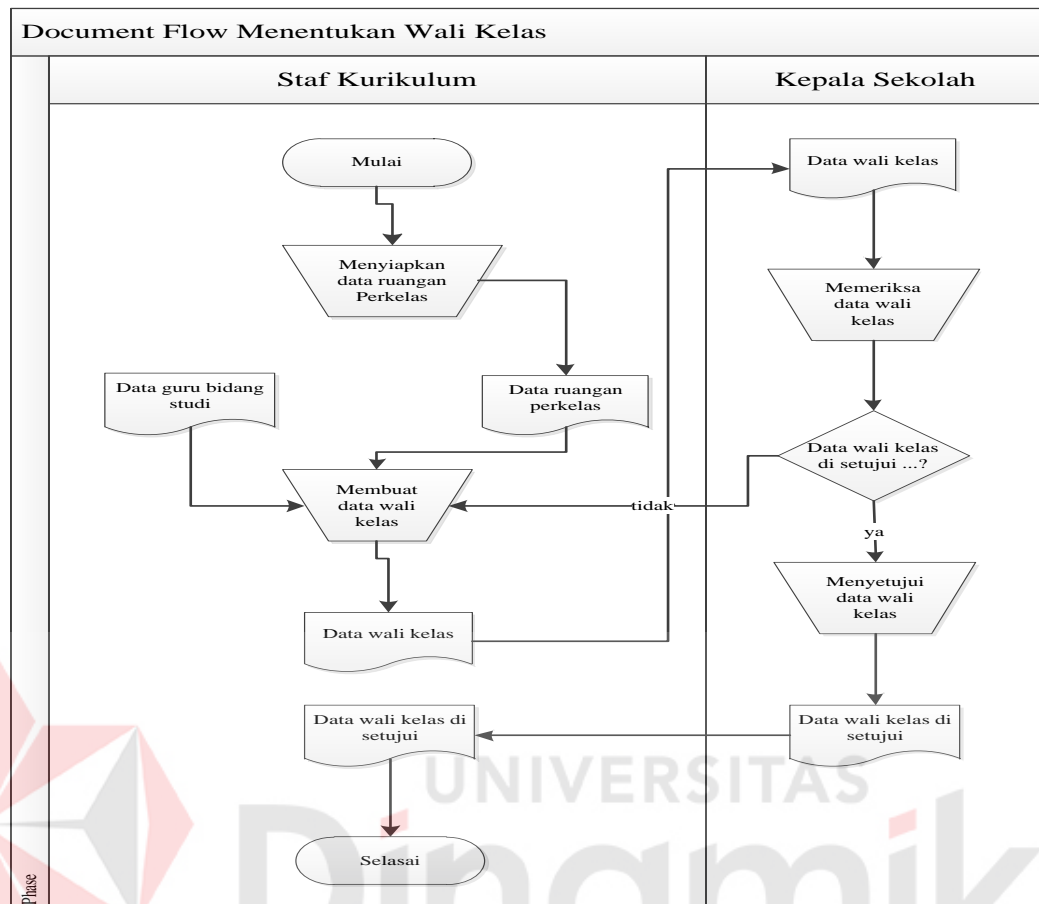 Document Flow Menentukan Wali Kelas
Staf Kurikulum
Kepala Sekolah
Mulai
Menyiapkan
data ruangan
Perkelas
Data guru bidang
studi
Data ruangan
perkelas
Membuat
data wali
kelas
Data wali kelas
Data wali kelas
Memeriksa
data wali
kelas
Data wali kelas
di setujui ...?
tidak
ya
Menyetujui
data wali
kelas
Data wali kelas di
setujui
Data wali kelas di
setujui
Selasai
Phase
UNIVERSITAS
Dinamik